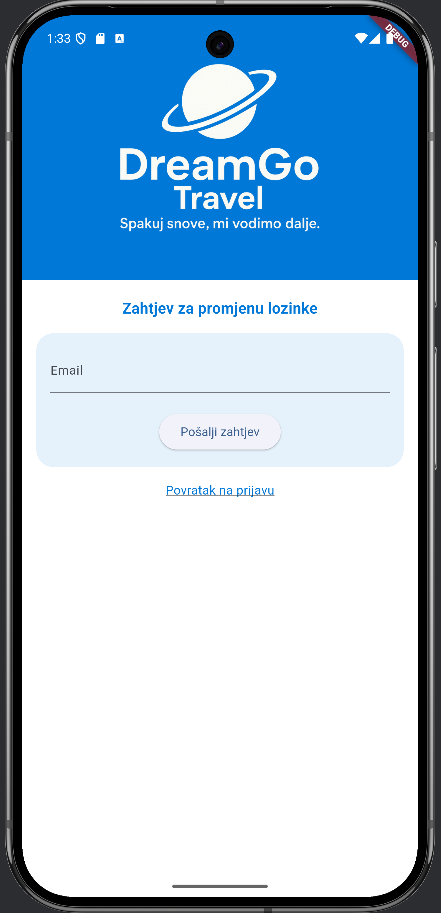 1:33
A
DEBUG
DreamGo
Travel
Spakuj snove, mi vodimo dalje.
Zahtjev za promjenu lozinke
Email
Pošalji zahtjev
Povratak na prijavu